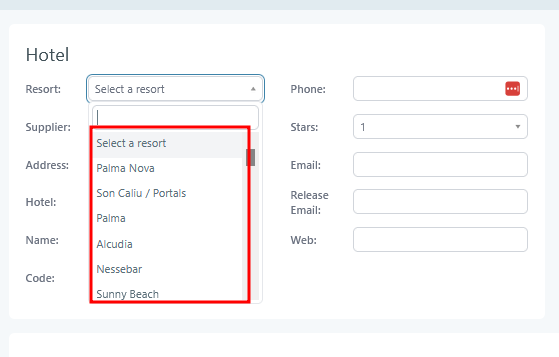 Hotel
Resort:
Select a resort
Phone:
Supplier:
Select a resort
Stars:
1
Address:
Palma Nova
Email:
Son Caliu / Portals
Hotel:
Palma
Release
Email:
Name:
Alcudía
Web:
Code:
Nessebar
Sunny Beach